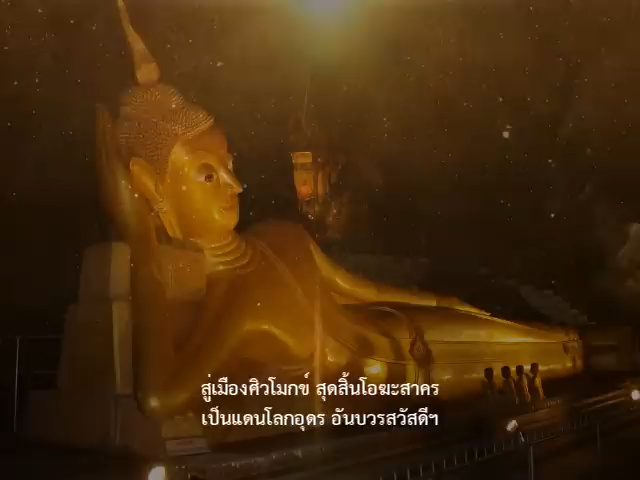 สู่เมืองศิวโมกข์ สุดสิ้นโอฆะสาคร
เป็นแดนโลกอุดร อันบวรสวัสดีฯ